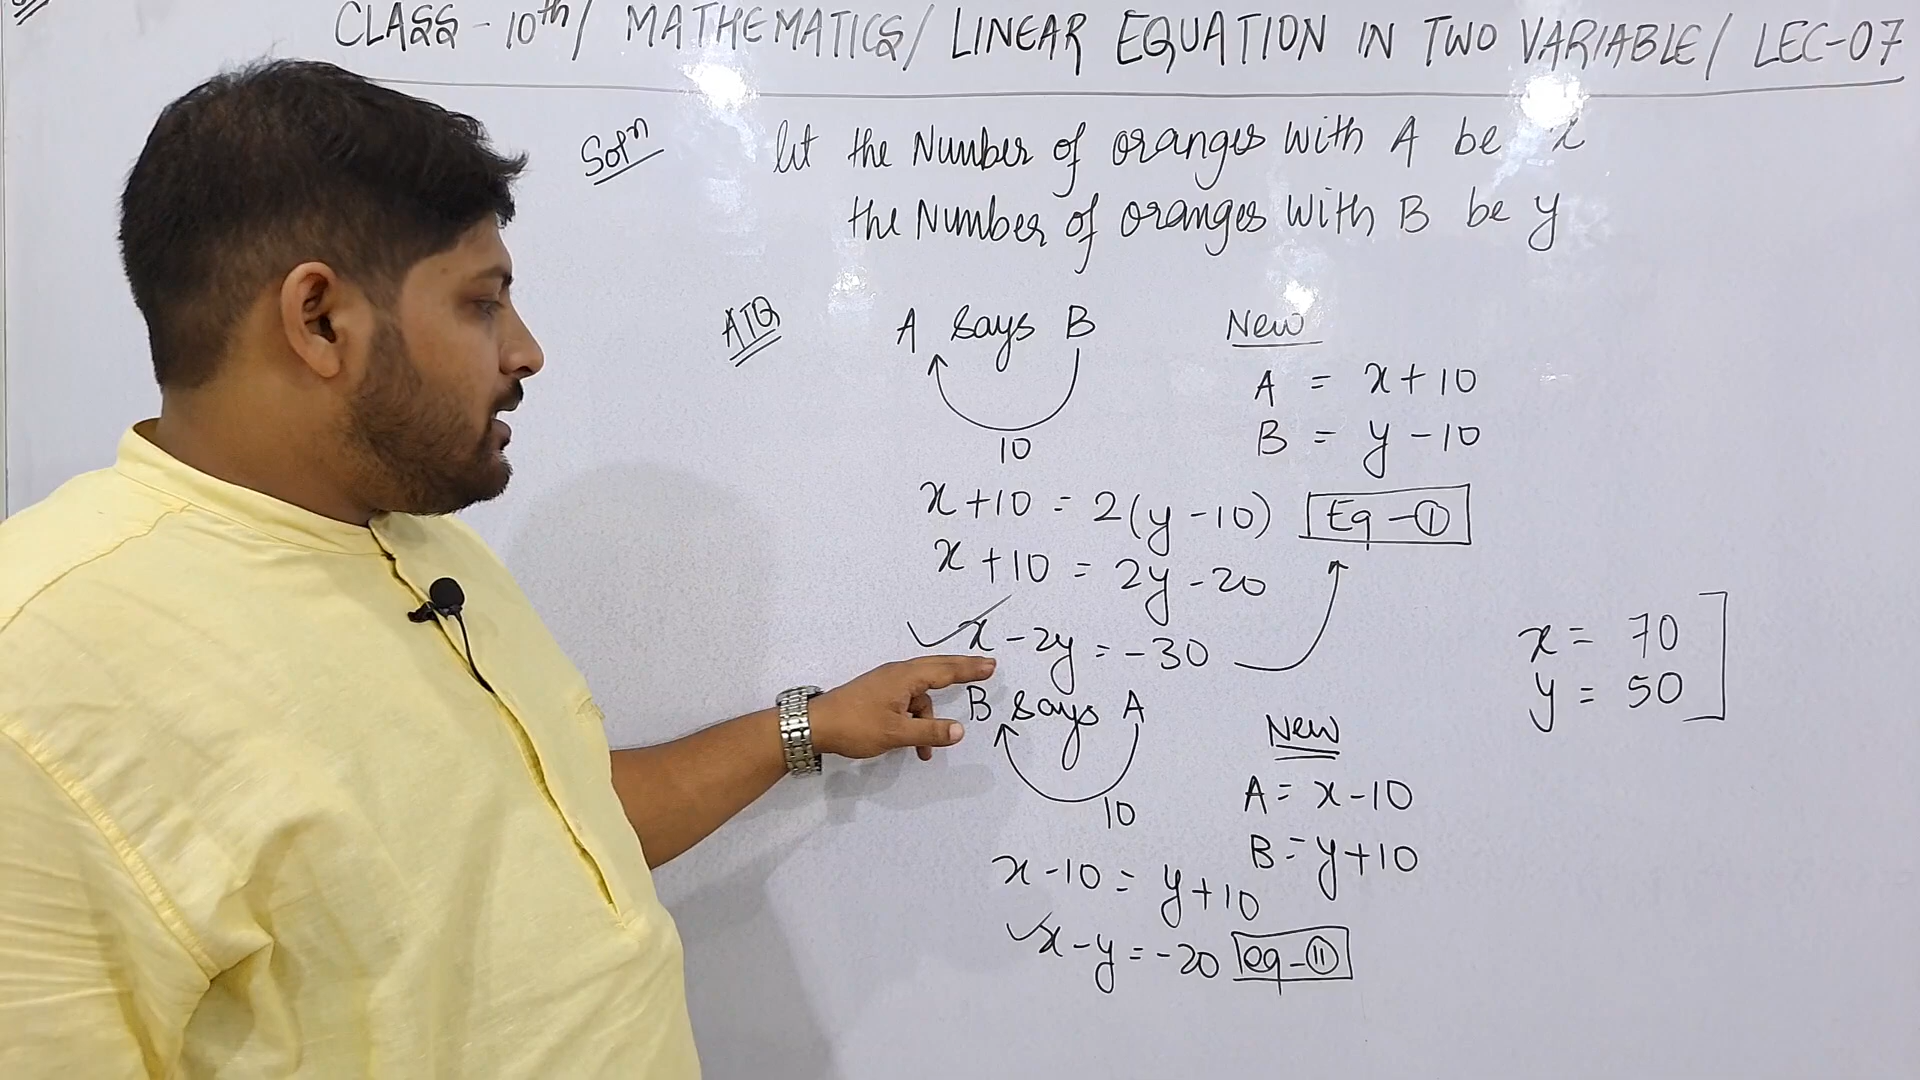 CLASS - 10th / MATHEMATICS / LINEAR EQUATION IN TWO VARIABLE / LEC-07
Solⁿ let the Number of oranges with A be x
the Number of oranges with B be y
ATQ A says B New
A = x + 10
10 B = y - 10
x + 10 = 2(y - 10) Eq - ①
x + 10 = 2y - 20
x - 2y = -30
x = 70
y = 50
B says A New
10 A = x - 10
B = y + 10
x - 10 = y + 10
x - y = -20 eq - ⑪